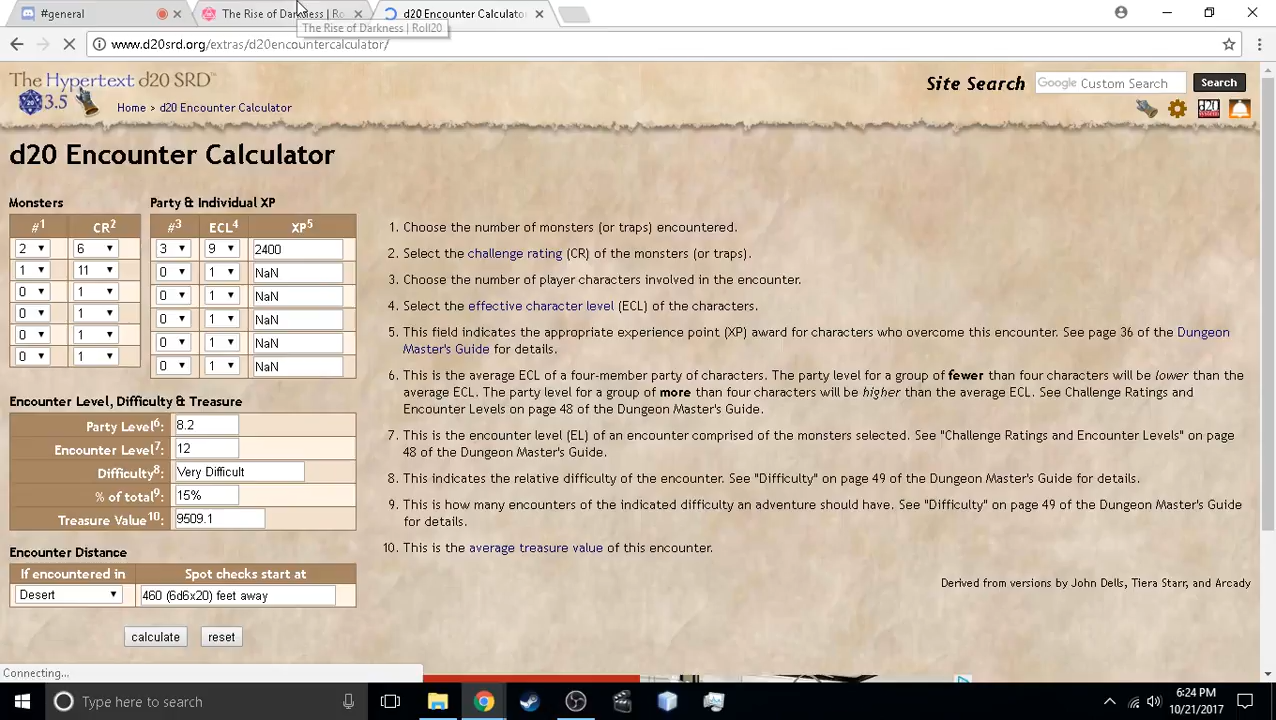 #general
The Rise of Darkness | Ro
d20 Encounter Calculator
The Rise of Darkness | Roll20
www.d20srd.org/extras/d20encountercalculator/
The Hypertext d20 SRD™
3.5
Home > d20 Encounter Calculator
Site Search
Google Custom Search
Search
d20 Encounter Calculator
Monsters
#1 CR2
2 6
1 11
0 1
0 1
0 1
0 1
Party & Individual XP
#3 ECL4 XP5
3 9 2400
0 1 NaN
0 1 NaN
0 1 NaN
0 1 NaN
0 1 NaN
Encounter Level, Difficulty & Treasure
Party Level6: 8.2
Encounter Level7: 12
Difficulty8: Very Difficult
% of total9: 15%
Treasure Value10: 9509.1
Encounter Distance
If encountered in Spot checks start at
Desert 460 (6d6x20) feet away
calculate reset
1. Choose the number of monsters (or traps) encountered.
2. Select the challenge rating (CR) of the monsters (or traps).
3. Choose the number of player characters involved in the encounter.
4. Select the effective character level (ECL) of the characters.
5. This field indicates the appropriate experience point (XP) award for characters who overcome this encounter. See page 36 of the Dungeon
Master's Guide for details.
6. This is the average ECL of a four-member party of characters. The party level for a group of fewer than four characters will be lower than the
average ECL. The party level for a group of more than four characters will be higher than the average ECL. See Challenge Ratings and
Encounter Levels on page 48 of the Dungeon Master's Guide.
7. This is the encounter level (EL) of an encounter comprised of the monsters selected. See "Challenge Ratings and Encounter Levels" on page
48 of the Dungeon Master's Guide.
8. This indicates the relative difficulty of the encounter. See "Difficulty" on page 49 of the Dungeon Master's Guide for details.
9. This is how many encounters of the indicated difficulty an adventure should have. See "Difficulty" on page 49 of the Dungeon Master's Guide
for details.
10. This is the average treasure value of this encounter.
Derived from versions by John Dells, Tiera Starr, and Arcady
Connecting...
Type here to search
6:24 PM
10/21/2017